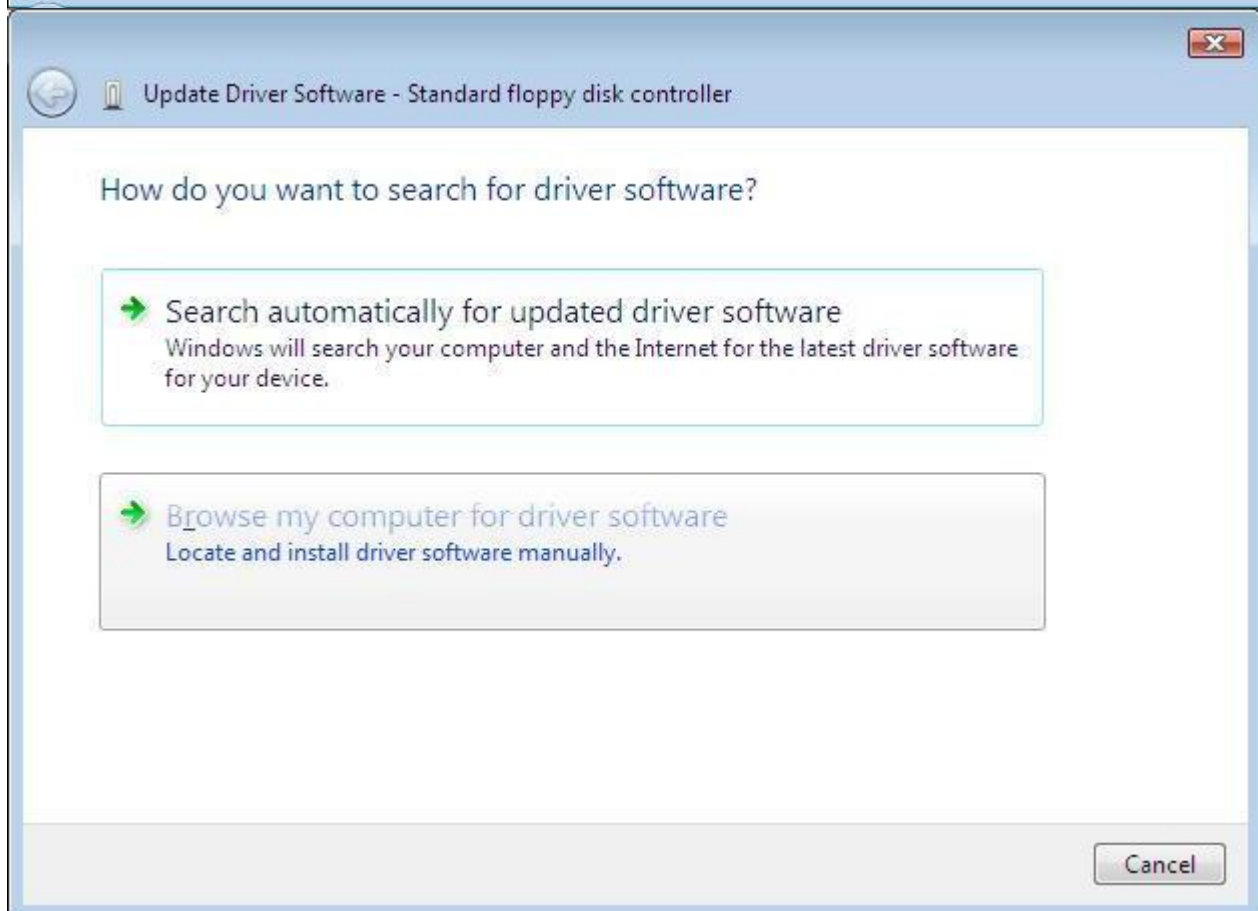 Update Driver Software - Standard floppy disk controller
How do you want to search for driver software?
Search automatically for updated driver software
Windows will search your computer and the Internet for the latest driver software
for your device.
Browse my computer for driver software
Locate and install driver software manually.
Cancel